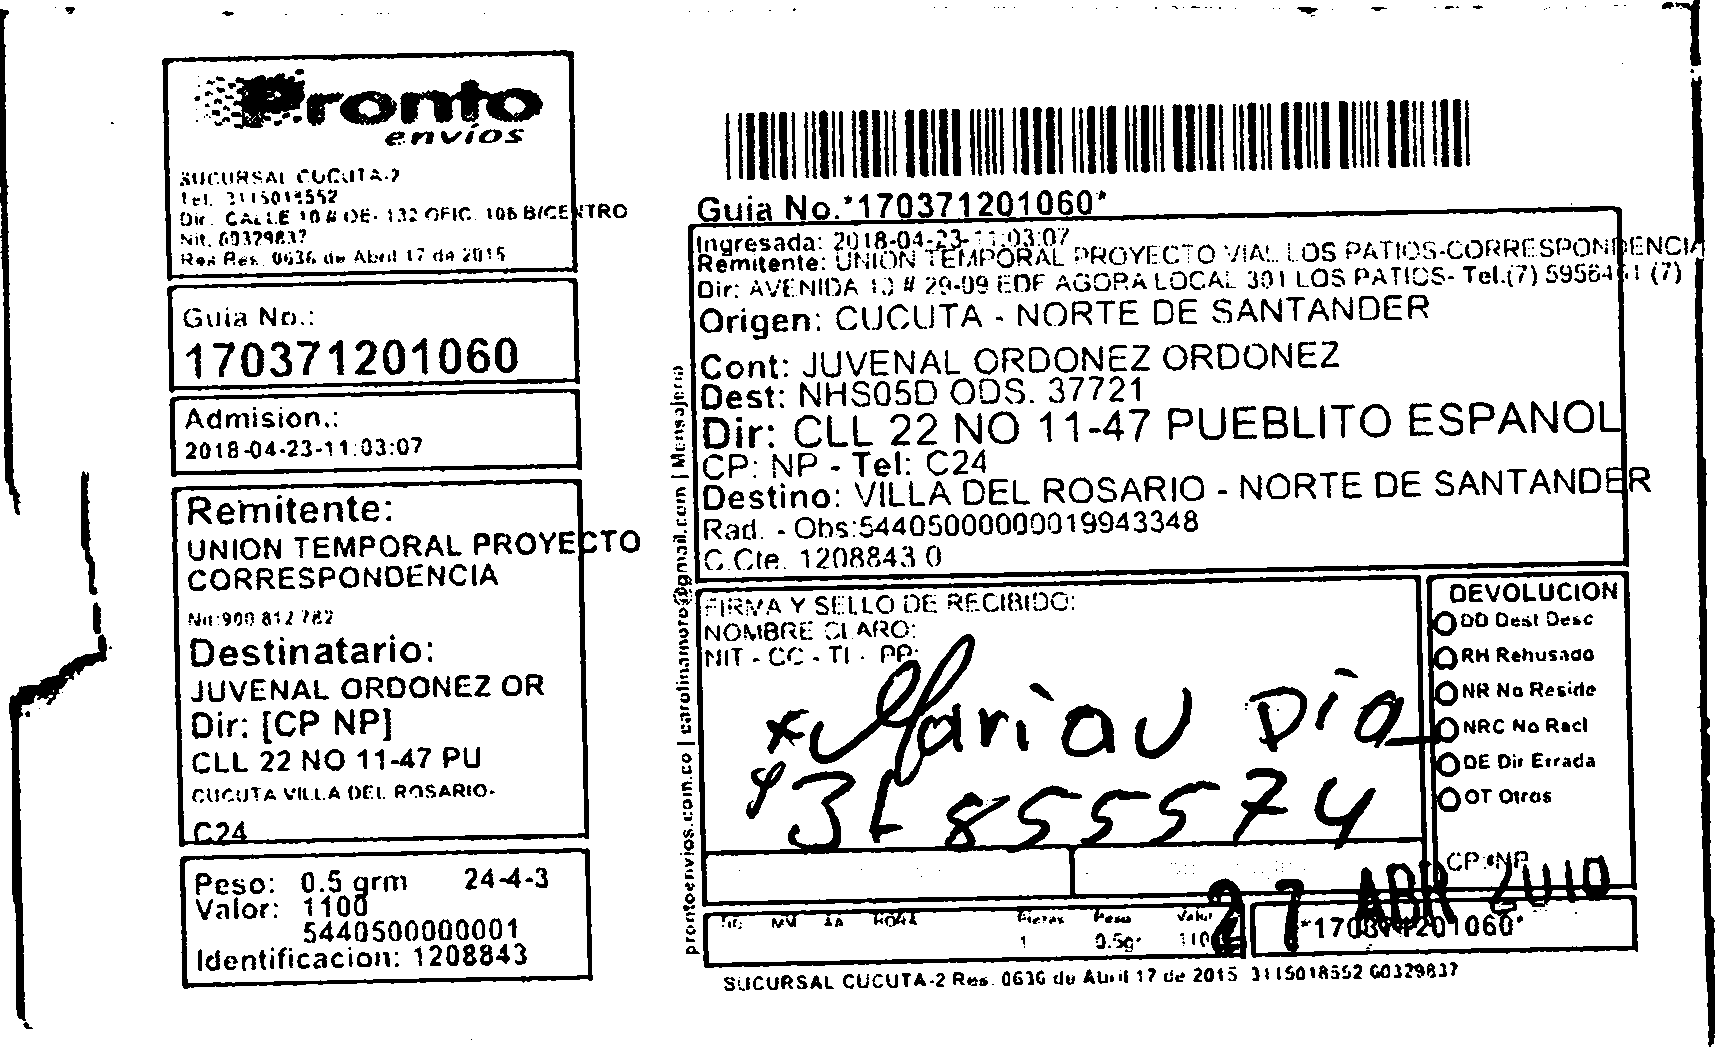 Pronto
envíos
SUCURSAL CUCUTA-2
Tel. 3115018552
Dir. CALLE 10 # OE- 132 OFIC. 106 B/CENTRO
Nit. 60329837
Res Res. 0636 de Abril 17 de 2015
Guia No.:
170371201060
Admision.:
2018-04-23-11:03:07
Remitente:
UNION TEMPORAL PROYECTO
CORRESPONDENCIA
Nit:900 812 782
Destinatario:
JUVENAL ORDONEZ OR
Dir: [CP NP]
CLL 22 NO 11-47 PU
CUCUTA VILLA DEL ROSARIO-
C24
Peso: 0.5 grm 24-4-3
Valor: 1100
5440500000001
Identificacion: 1208843
prontoenvios.com.co | carolinamoro@gmail.com | Mensajeria
Guia No.*170371201060*
Ingresada: 2018-04-23-11:03:07
Remitente: UNION TEMPORAL PROYECTO VIAL LOS PATIOS-CORRESPONDENCIA
Dir: AVENIDA 10 # 29-09 EDF AGORA LOCAL 301 LOS PATIOS- Tel.(7) 5956461 (7)
Origen: CUCUTA - NORTE DE SANTANDER
Cont: JUVENAL ORDONEZ ORDONEZ
Dest: NHS05D ODS. 37721
Dir: CLL 22 NO 11-47 PUEBLITO ESPANOL
CP: NP - Tel: C24
Destino: VILLA DEL ROSARIO - NORTE DE SANTANDER
Rad. - Obs:54405000000019943348
C.Cte. 1208843 0
FIRMA Y SELLO DE RECIBIDO:
NOMBRE CLARO:
NIT - CC - TI - PP:
DEVOLUCION
DD Dest Desc
RH Rehusado
NR No Reside
NRC No Recl
DE Dir Errada
OT Otros
CP: NP
27 ABR
MM AA HORA Piezas Peso Valor
1 0.5gr 110
*170371201060*
SUCURSAL CUCUTA-2 Res. 0636 de Abril 17 de 2015 3115018552 60329837